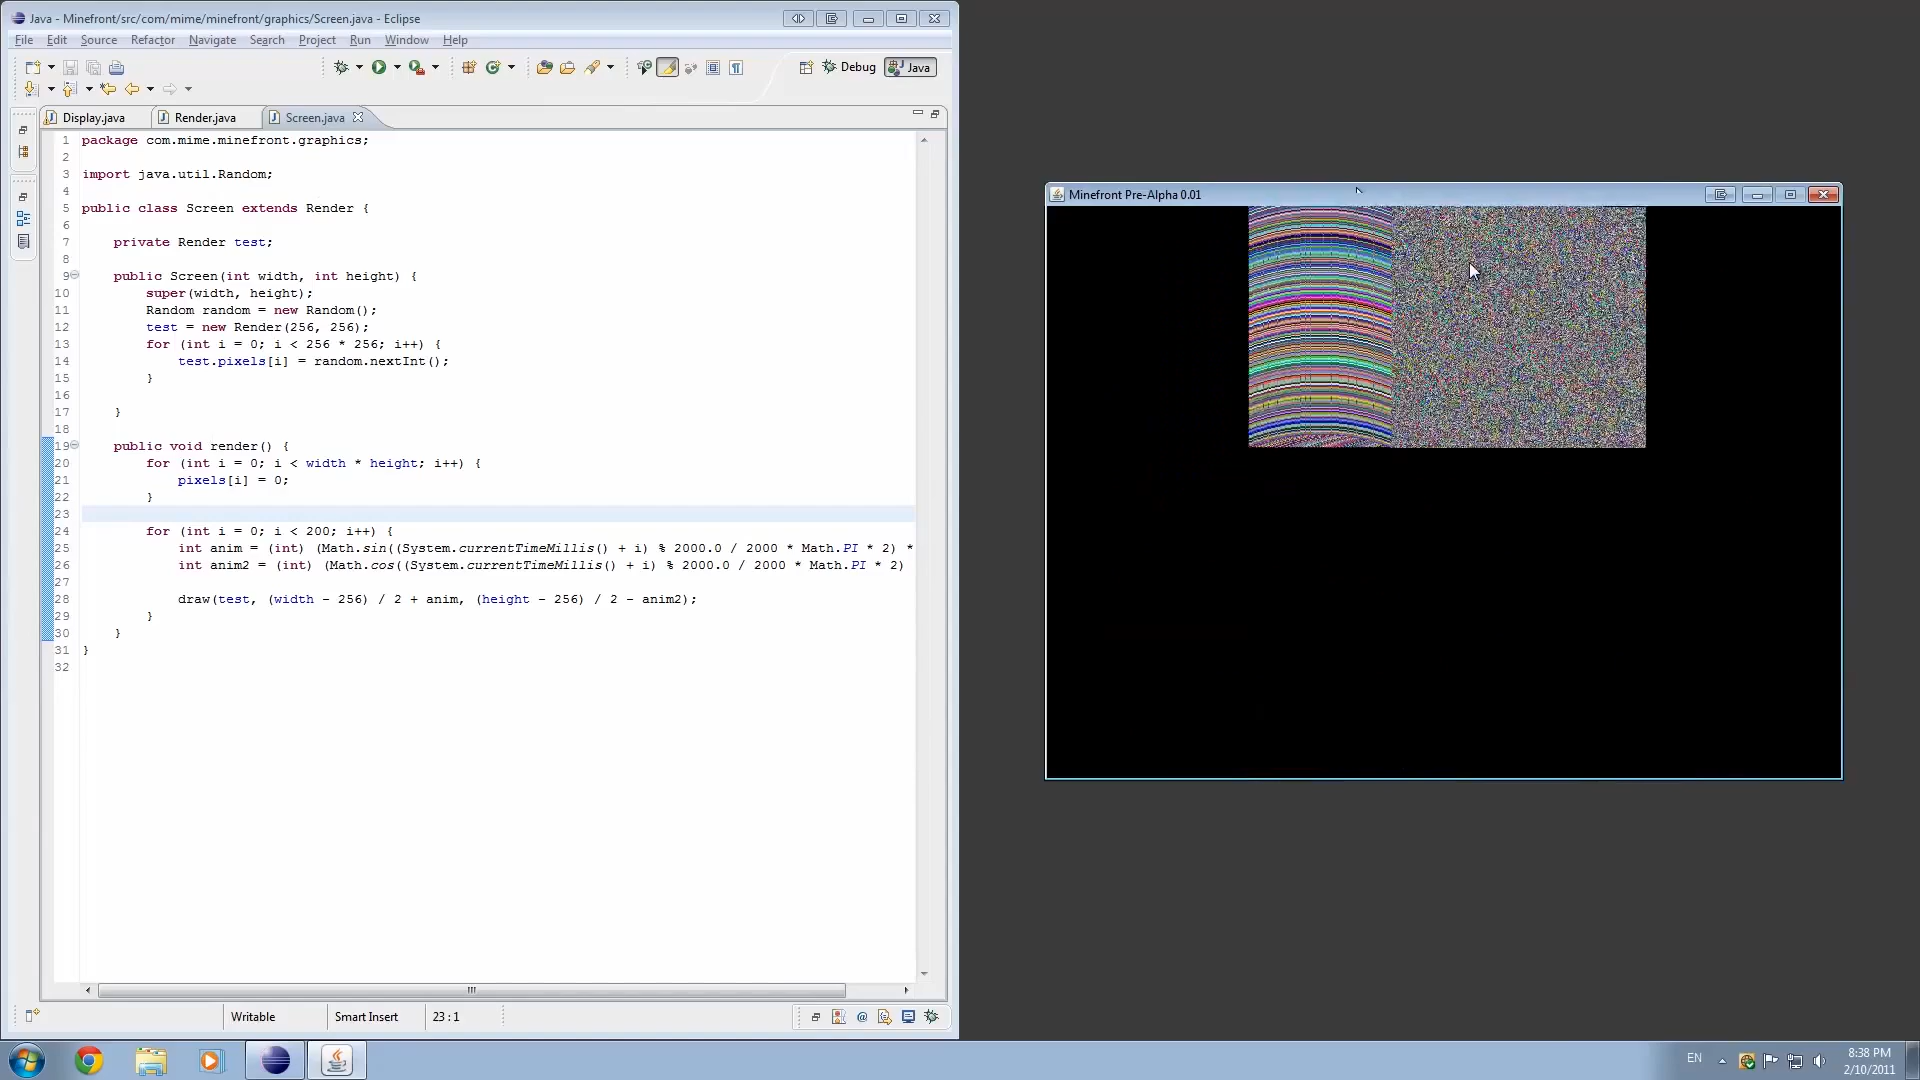 Java - Minefront/src/com/mime/minefront/graphics/Screen.java - Eclipse
File Edit Source Refactor Navigate Search Project Run Window Help
Debug Java
Display.java Render.java Screen.java
1 package com.mime.minefront.graphics;
2
3 import java.util.Random;
4
5 public class Screen extends Render {
6
7 private Render test;
8
9 public Screen(int width, int height) {
10 super(width, height);
11 Random random = new Random();
12 test = new Render(256, 256);
13 for (int i = 0; i < 256 * 256; i++) {
14 test.pixels[i] = random.nextInt();
15 }
16
17 }
18
19 public void render() {
20 for (int i = 0; i < width * height; i++) {
21 pixels[i] = 0;
22 }
23
24 for (int i = 0; i < 200; i++) {
25 int anim = (int) (Math.sin((System.currentTimeMillis() + i) % 2000.0 / 2000 * Math.PI * 2) *
26 int anim2 = (int) (Math.cos((System.currentTimeMillis() + i) % 2000.0 / 2000 * Math.PI * 2)
27
28 draw(test, (width - 256) / 2 + anim, (height - 256) / 2 - anim2);
29 }
30 }
31 }
32
Writable Smart Insert 23 : 1
Minefront Pre-Alpha 0.01
EN
8:38 PM
2/10/2011